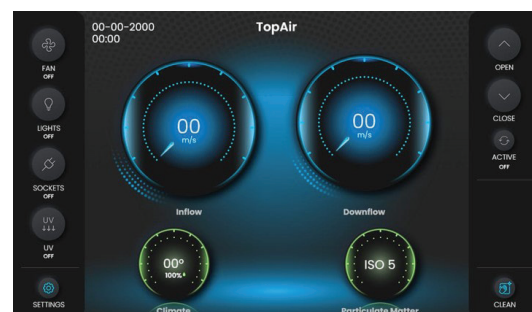 00-00-2000
00:00
TopAir
FAN
OFF
LIGHTS
OFF
SOCKETS
OFF
UV
UV
OFF
SETTINGS
00
m/s
Inflow
00
m/s
Downflow
00°
100%
Climate
ISO 5
Particulate Matter
OPEN
CLOSE
ACTIVE
OFF
CLEAN